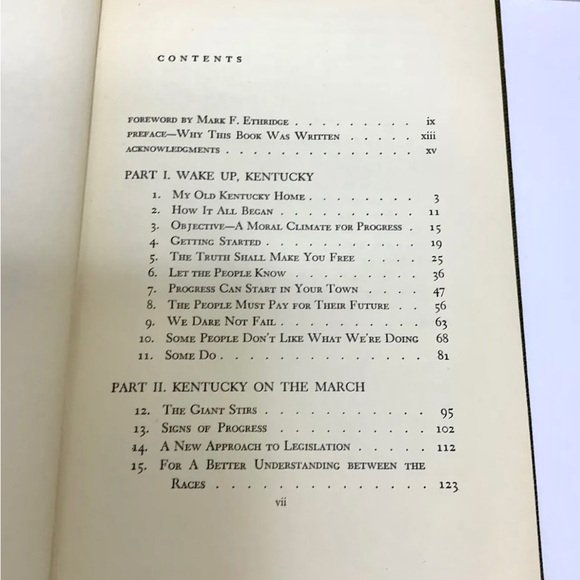 CONTENTS
FOREWORD BY MARK F. ETHRIDGE . . . . . . . . . ix
PREFACE—WHY THIS BOOK WAS WRITTEN . . . . . xiii
ACKNOWLEDGMENTS . . . . . . . . . . . . . . xv
PART I. WAKE UP, KENTUCKY
1. MY OLD KENTUCKY HOME . . . . . . . . . 3
2. HOW IT ALL BEGAN . . . . . . . . . . . 11
3. OBJECTIVE—A MORAL CLIMATE FOR PROGRESS . 15
4. GETTING STARTED . . . . . . . . . . . . 19
5. THE TRUTH SHALL MAKE YOU FREE . . . . . 25
6. LET THE PEOPLE KNOW . . . . . . . . . . 36
7. PROGRESS CAN START IN YOUR TOWN . . . . 47
8. THE PEOPLE MUST PAY FOR THEIR FUTURE . . 56
9. WE DARE NOT FAIL . . . . . . . . . . . 63
10. SOME PEOPLE DON'T LIKE WHAT WE'RE DOING 68
11. SOME DO . . . . . . . . . . . . . . . 81
PART II. KENTUCKY ON THE MARCH
12. THE GIANT STIRS . . . . . . . . . . . . 95
13. SIGNS OF PROGRESS . . . . . . . . . . . 102
14. A NEW APPROACH TO LEGISLATION . . . . . 112
15. FOR A BETTER UNDERSTANDING BETWEEN THE
RACES . . . . . . . . . . . . . . 123
vii